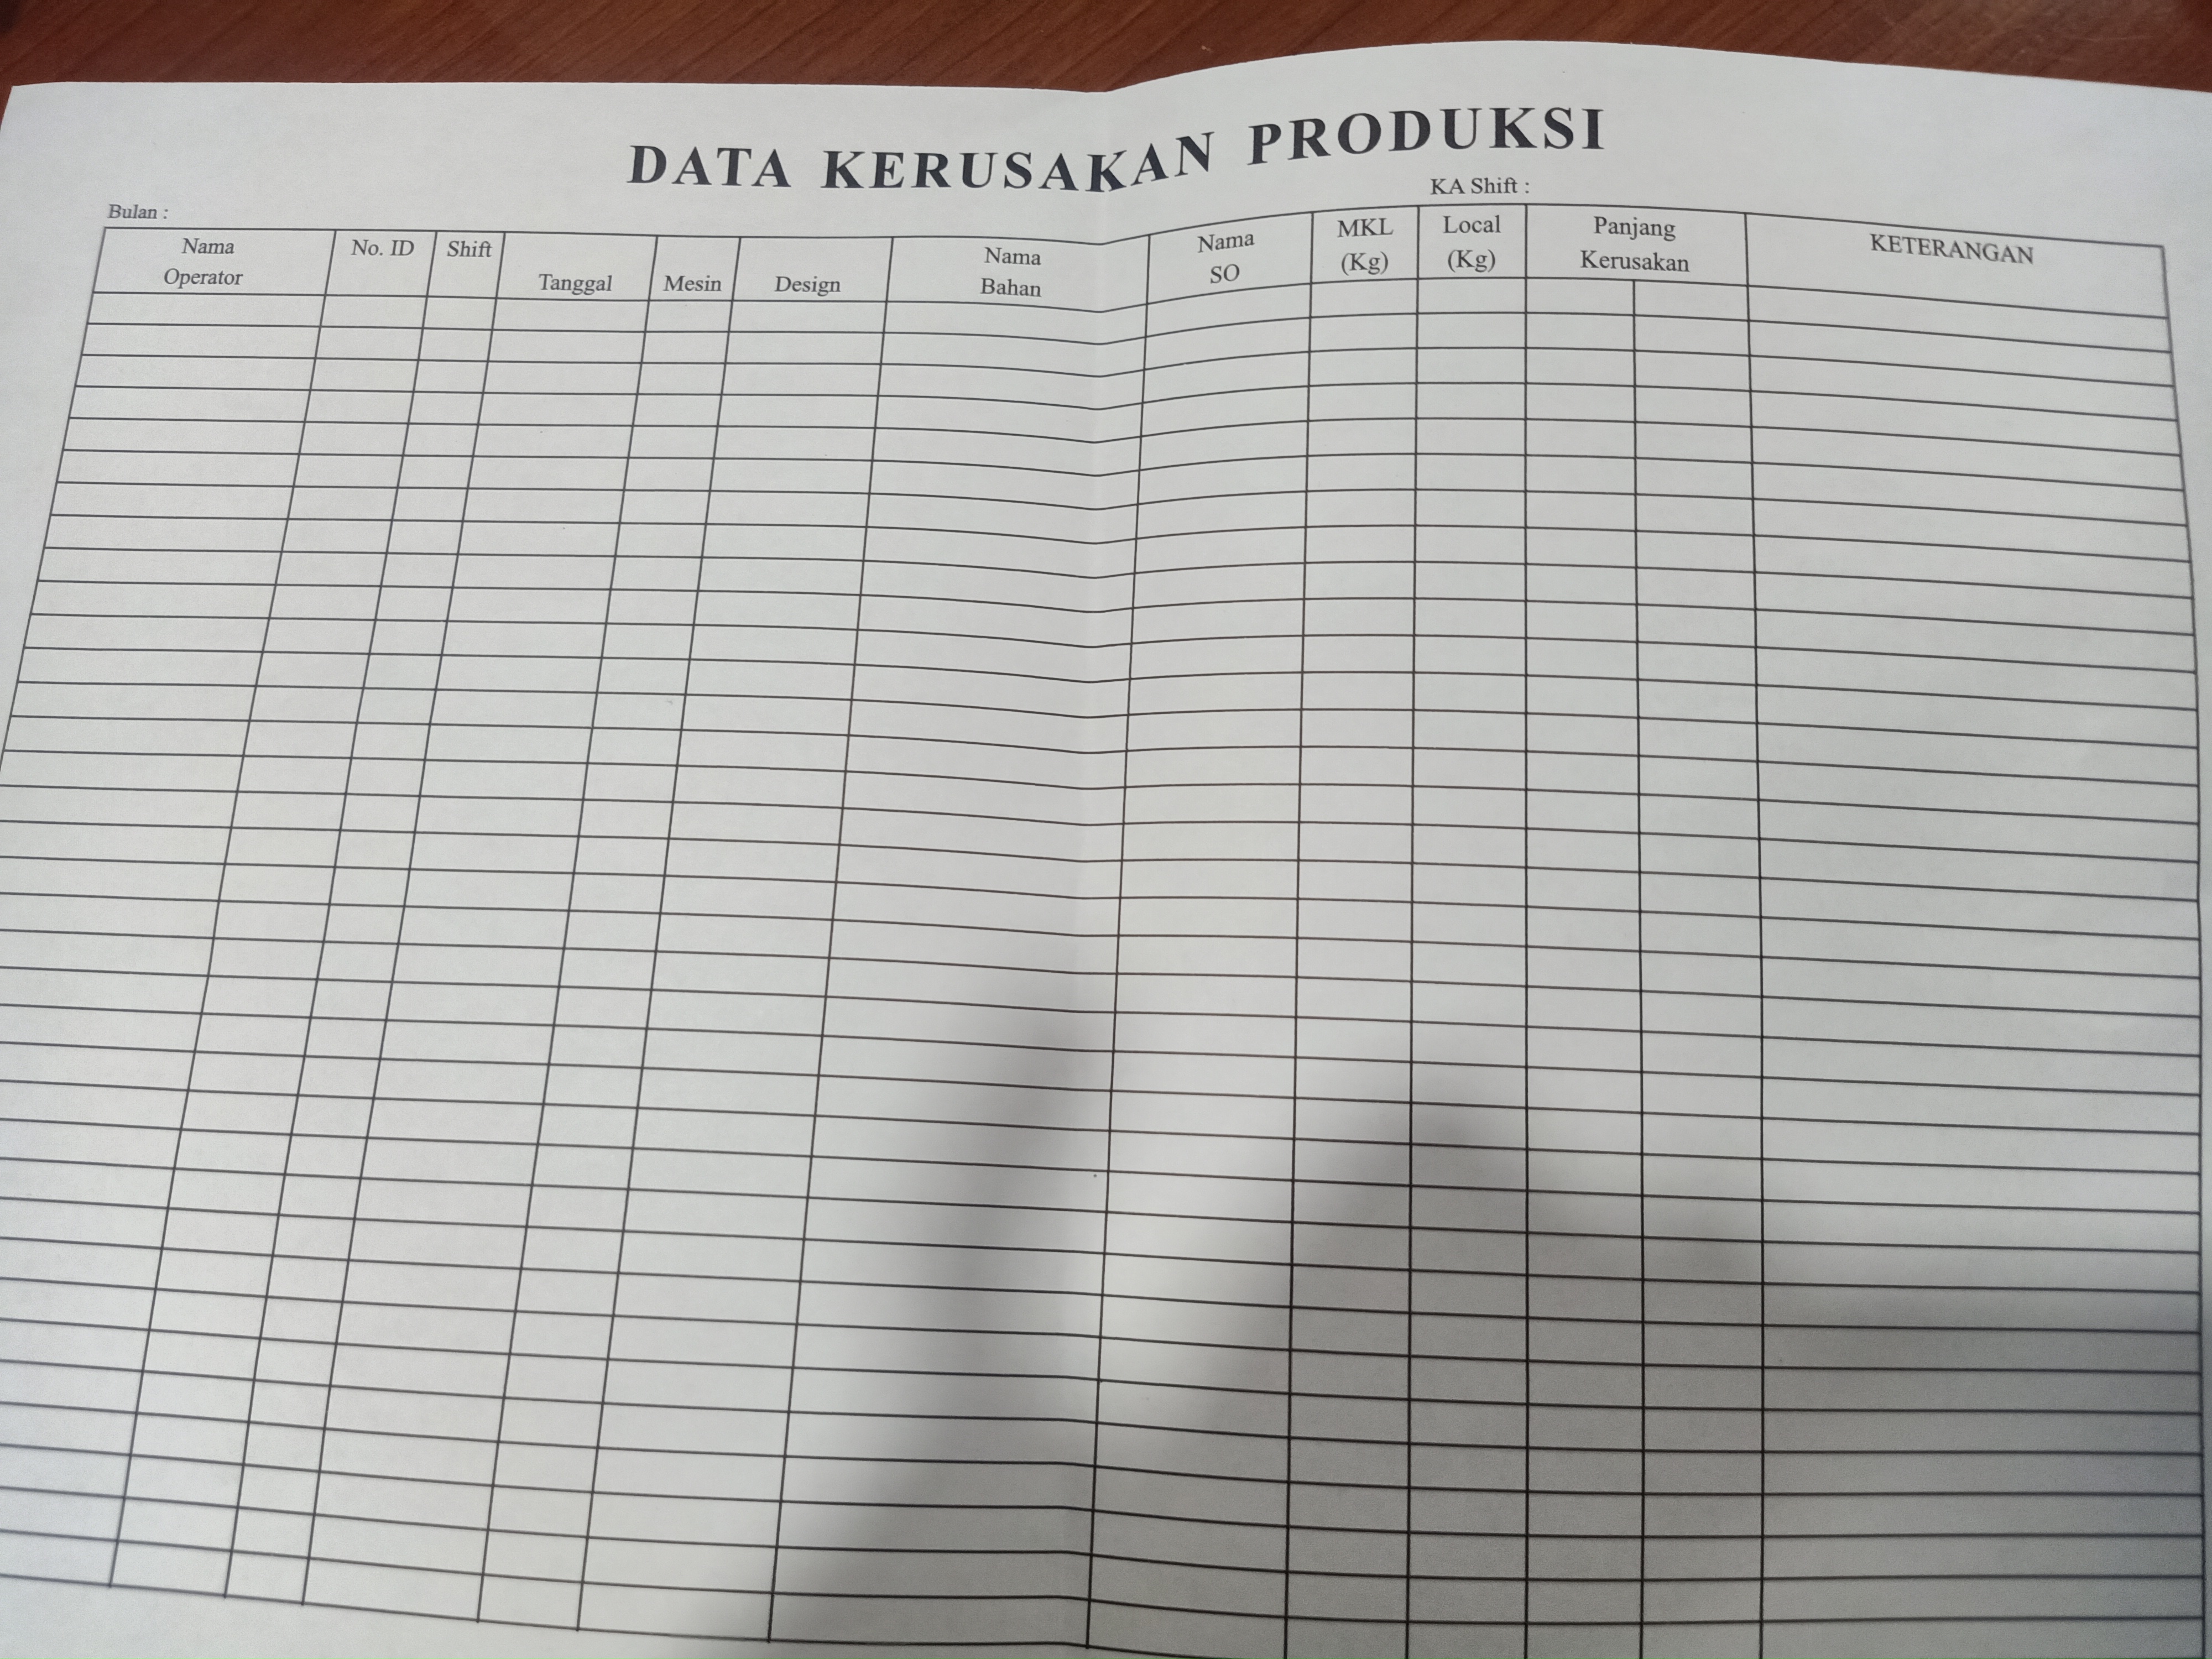 DATA KERUSAKAN PRODUKSI
Bulan :
KA Shift :
Nama Operator
No. ID
Shift
Tanggal
Mesin
Design
Nama Bahan
Nama SO
MKL (Kg)
Local (Kg)
Panjang Kerusakan
KETERANGAN